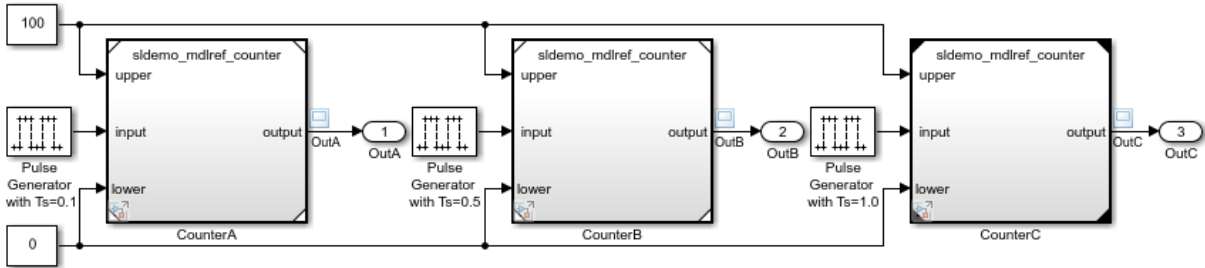 100
sldemo_mdlref_counter
upper
input
output
lower
CounterA
Pulse
Generator
with Ts=0.1
OutA
1
OutA
sldemo_mdlref_counter
upper
input
output
lower
CounterB
Pulse
Generator
with Ts=0.5
OutB
2
OutB
sldemo_mdlref_counter
upper
input
output
lower
CounterC
Pulse
Generator
with Ts=1.0
OutC
3
OutC
0